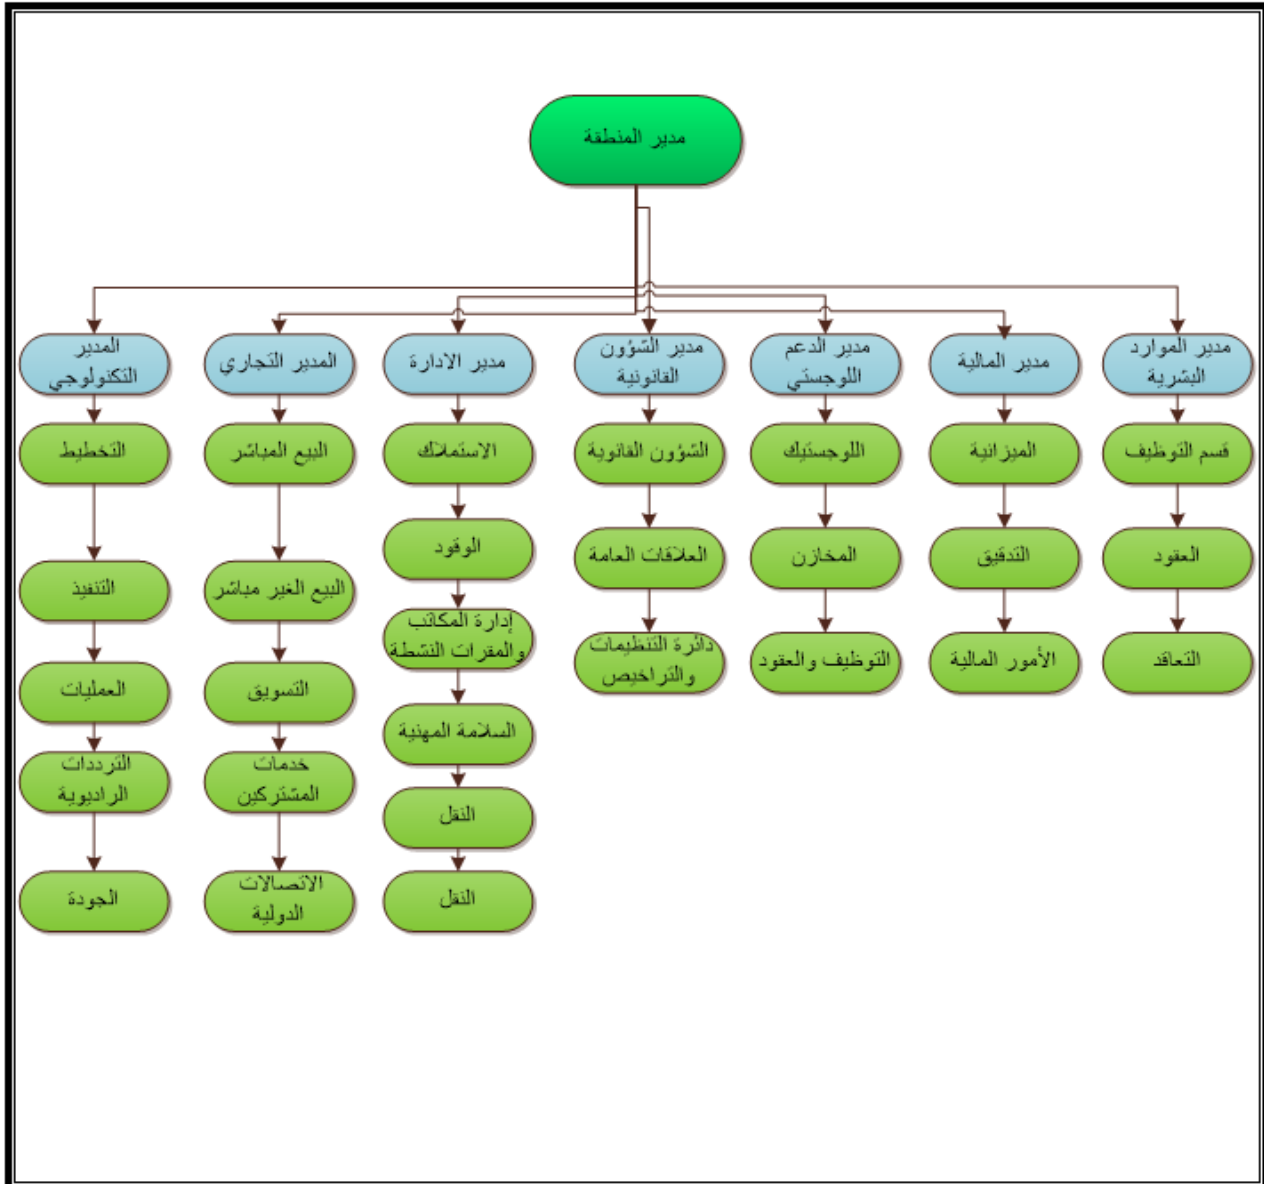 مدير المنطقة
مدير الموارد
البشرية
مدير المالية
مدير الدعم
اللوجستي
مدير الشؤون
القانونية
مدير الادارة
المدير التجاري
المدير
التكنولوجي
قسم التوظيف
الميزانية
اللوجستيك
الشؤون القانوية
الاستملاك
البيع المباشر
التخطيط
العقود
التدقيق
المخازن
العلاقات العامة
الوقود
البيع الغير مباشر
التنفيذ
التعاقد
الأمور المالية
التوظيف والعقود
دائرة التنظيمات
والتراخيص
إدارة المكاتب
والمقرات النشطة
التسويق
العمليات
السلامة المهنية
خدمات
المشتركين
الترددات
الراديوية
النقل
النقل
الاتصالات
الدولية
الجودة